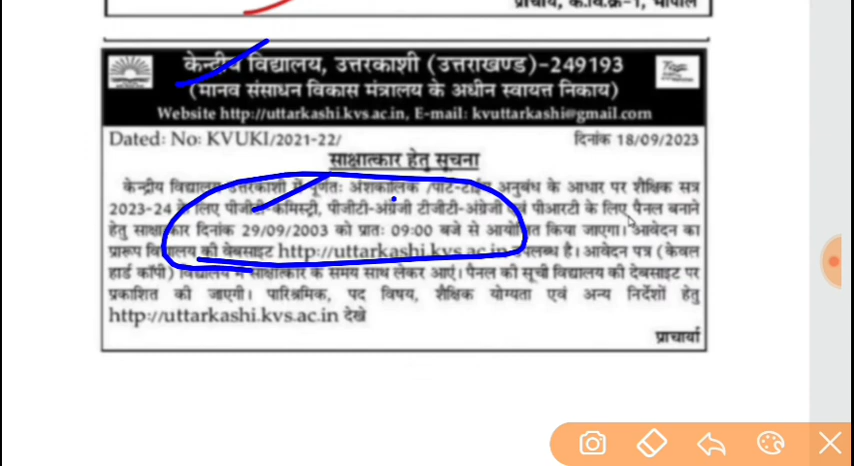 प्राचार्य, के.वि.क्र-1, भोपाल
केन्द्रीय विद्यालय, उत्तरकाशी (उत्तराखण्ड)-249193
(मानव संसाधन विकास मंत्रालय के अधीन स्वायत्त निकाय)
Website http://uttarkashi.kvs.ac.in, E-mail: kvuttarkashi@gmail.com
Dated: No: KVUKI/2021-22/ दिनांक 18/09/2023
साक्षात्कार हेतु सूचना
केन्द्रीय विद्यालय उत्तरकाशी में पूर्णतः अंशकालिक /पार्ट-टाईम अनुबंध के आधार पर शैक्षिक सत्र
2023-24 के लिए पीजीटी-कैमिस्ट्री, पीजीटी-अंग्रेजी टीजीटी-अंग्रेजी एवं पीआरटी के लिए पैनल बनाने
हेतु साक्षात्कार दिनांक 29/09/2003 को प्रातः 09:00 बजे से आयोजित किया जाएगा। आवेदन का
प्रारूप विद्यालय की वेबसाइट http://uttarkashi.kvs.ac.in उपलब्ध है। आवेदन पत्र (केवल
हार्ड कॉपी) विद्यालय में साक्षात्कार के समय साथ लेकर आएं। पैनल की सूची विद्यालय की वेबसाइट पर
प्रकाशित की जाएगी। पारिश्रमिक, पद विषय, शैक्षिक योग्यता एवं अन्य निर्देशों हेतु
http://uttarkashi.kvs.ac.in देखे
प्राचार्या